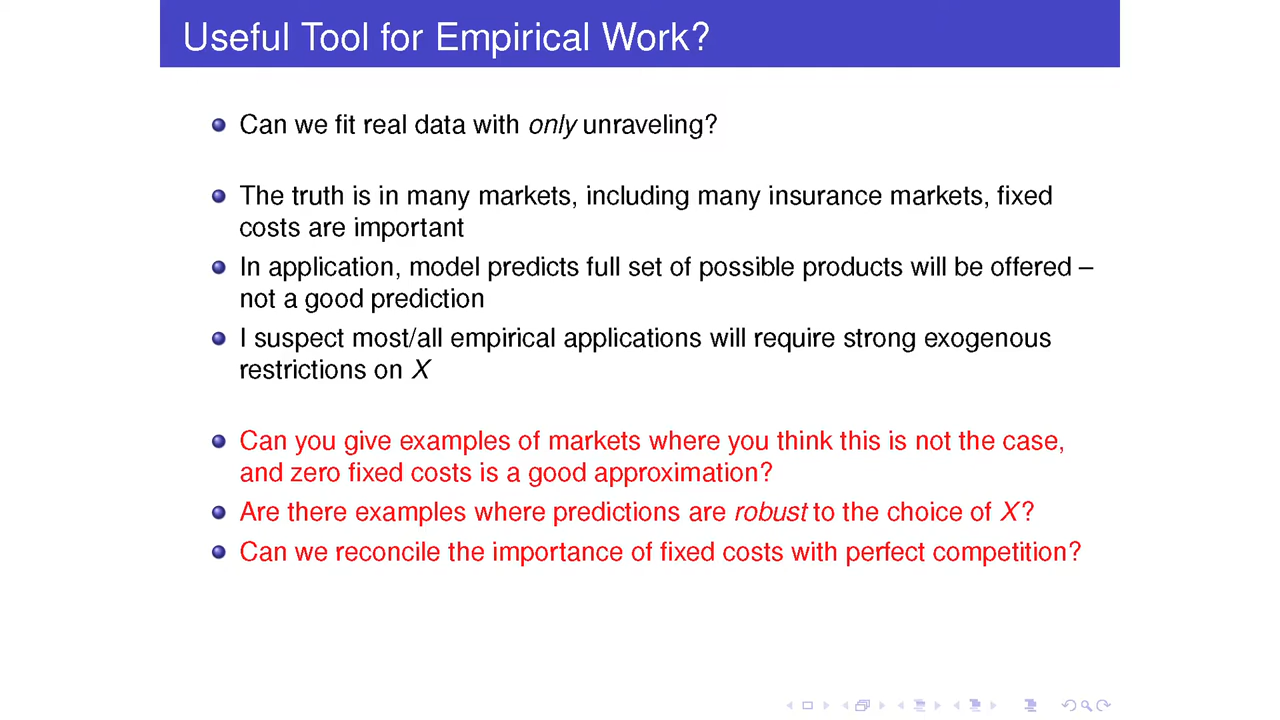 Useful Tool for Empirical Work?
Can we fit real data with only unraveling?
The truth is in many markets, including many insurance markets, fixed
costs are important
In application, model predicts full set of possible products will be offered –
not a good prediction
I suspect most/all empirical applications will require strong exogenous
restrictions on X
Can you give examples of markets where you think this is not the case,
and zero fixed costs is a good approximation?
Are there examples where predictions are robust to the choice of X?
Can we reconcile the importance of fixed costs with perfect competition?